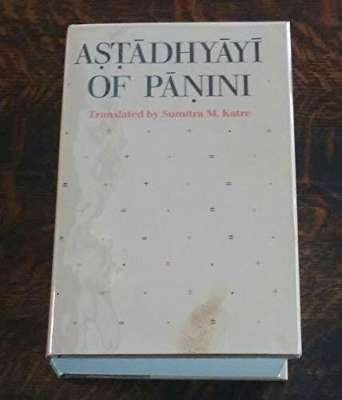 AṢṬĀDHYĀYĪ
OF PĀṆINI
Translated by Sumitra M. Katre